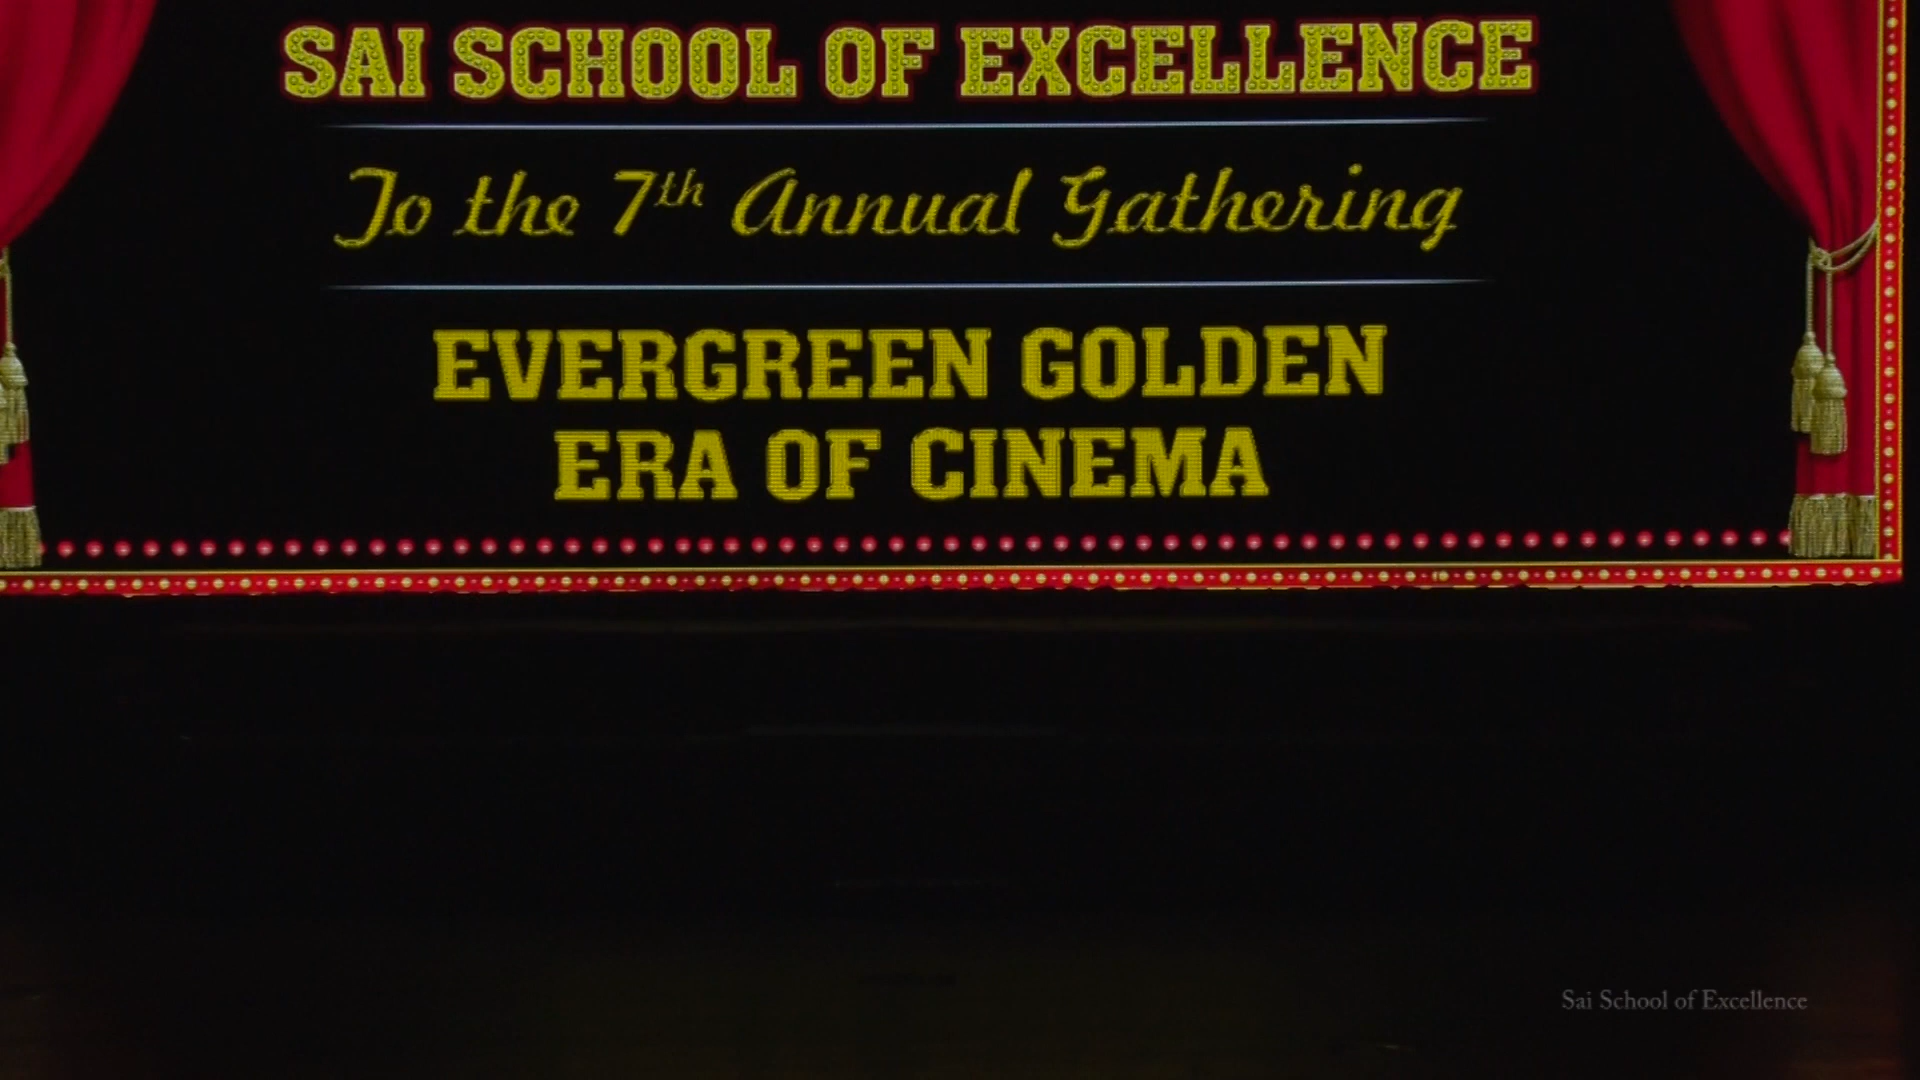 SAI SCHOOL OF EXCELLENCE
To the 7th Annual Gathering
EVERGREEN GOLDEN
ERA OF CINEMA
Sai School of Excellence